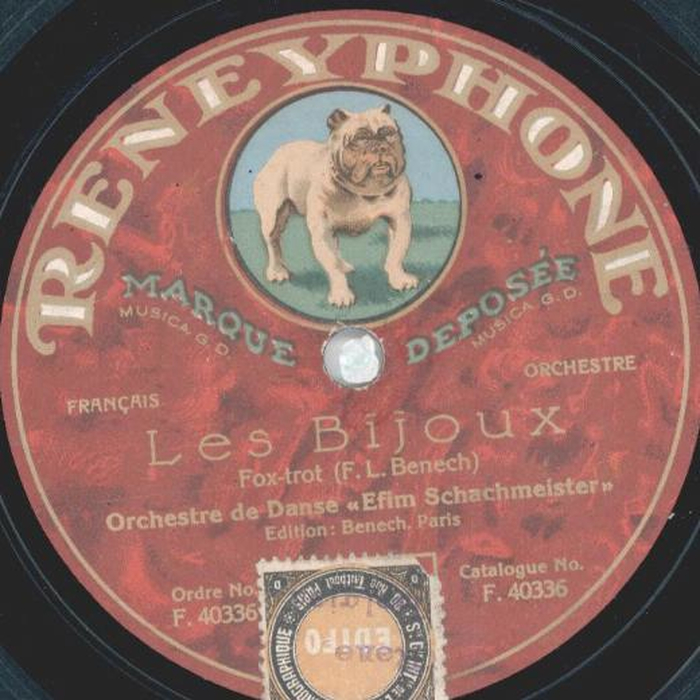 RENEYPHONE
MARQUE DEPOSÉE
MUSICA G.D. MUSICA G.D.
FRANÇAIS
ORCHESTRE
Les Bijoux
Fox-trot (F. L. Benech)
Orchestre de Danse «Efim Schachmeister»
Edition: Benech, Paris
Ordre No.
F. 40336
Catalogue No.
F. 40336
EDIFO